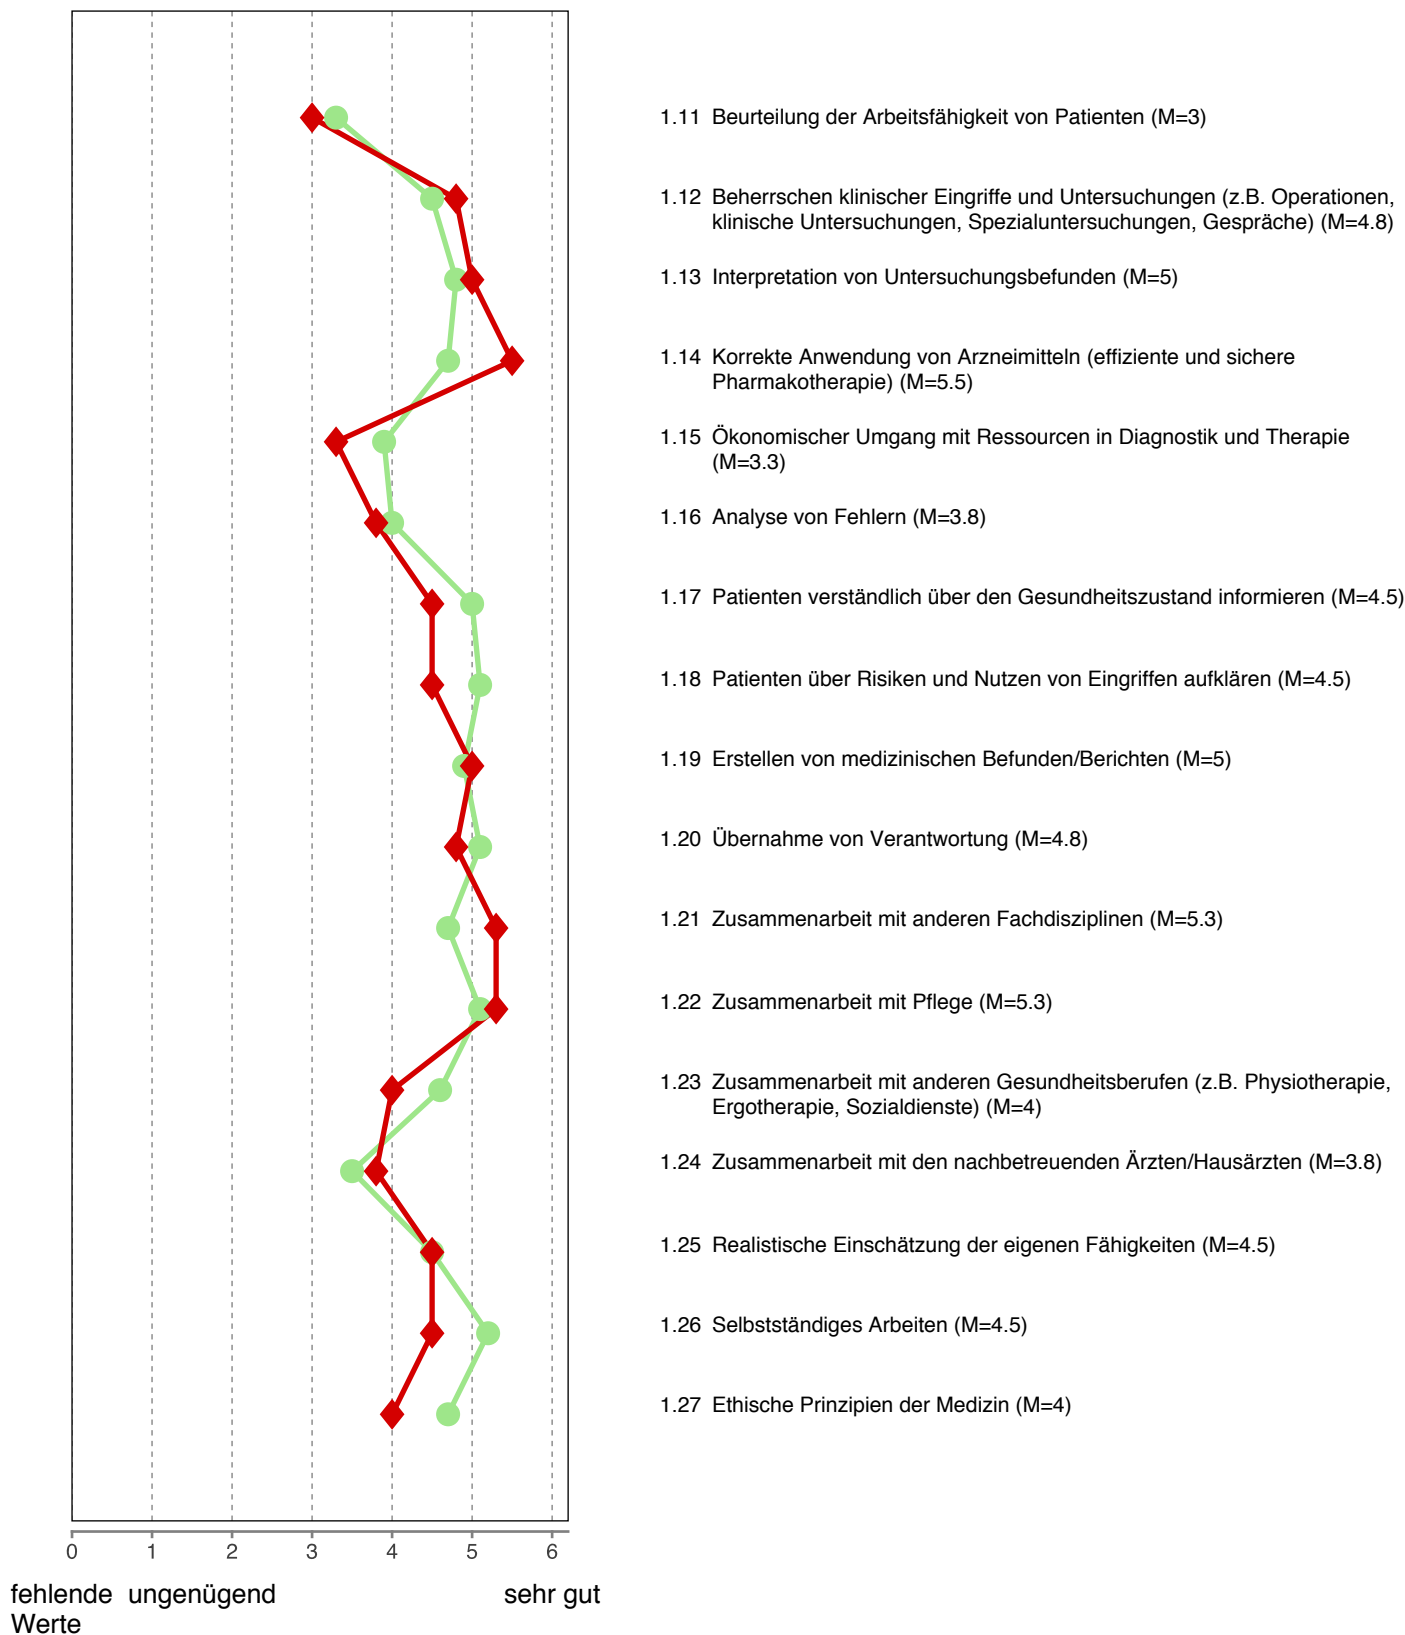 1.11 Beurteilung der Arbeitsfähigkeit von Patienten (M=3)
1.12 Beherrschen klinischer Eingriffe und Untersuchungen (z.B. Operationen,
klinische Untersuchungen, Spezialuntersuchungen, Gespräche) (M=4.8)
1.13 Interpretation von Untersuchungsbefunden (M=5)
1.14 Korrekte Anwendung von Arzneimitteln (effiziente und sichere
Pharmakotherapie) (M=5.5)
1.15 Ökonomischer Umgang mit Ressourcen in Diagnostik und Therapie
(M=3.3)
1.16 Analyse von Fehlern (M=3.8)
1.17 Patienten verständlich über den Gesundheitszustand informieren (M=4.5)
1.18 Patienten über Risiken und Nutzen von Eingriffen aufklären (M=4.5)
1.19 Erstellen von medizinischen Befunden/Berichten (M=5)
1.20 Übernahme von Verantwortung (M=4.8)
1.21 Zusammenarbeit mit anderen Fachdisziplinen (M=5.3)
1.22 Zusammenarbeit mit Pflege (M=5.3)
1.23 Zusammenarbeit mit anderen Gesundheitsberufen (z.B. Physiotherapie,
Ergotherapie, Sozialdienste) (M=4)
1.24 Zusammenarbeit mit den nachbetreuenden Ärzten/Hausärzten (M=3.8)
1.25 Realistische Einschätzung der eigenen Fähigkeiten (M=4.5)
1.26 Selbstständiges Arbeiten (M=4.5)
1.27 Ethische Prinzipien der Medizin (M=4)
0 1 2 3 4 5 6
fehlende ungenügend sehr gut
Werte